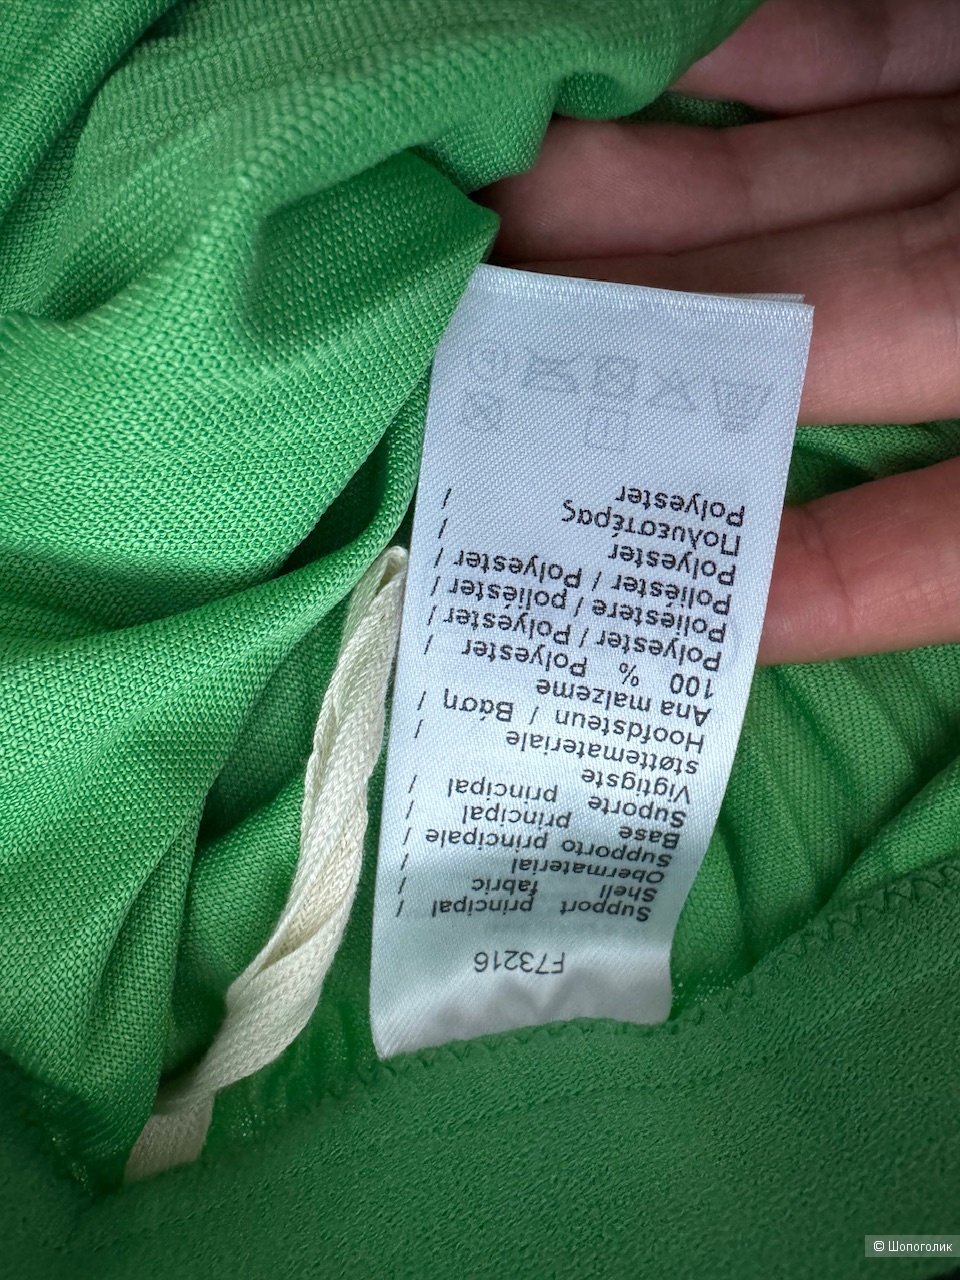 F73216
Support principal /
Shell fabric /
Obermaterial /
Supporto principale /
Base principal /
Suporte principal /
Vigtigste
støttemateriale /
Hoofdsteun / Βάση /
Ana malzeme
100 % Polyester /
Polyester / Polyester /
Poliestere / poliéster /
Poliéster / Polyester /
Polyester /
Πολυεστέρας /
Polyester
© Шопоголик